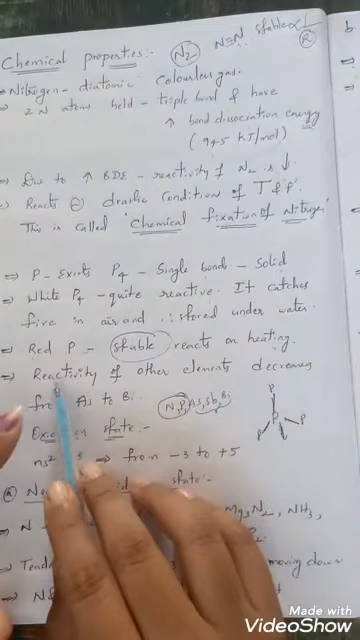 Chemical properties:-
N₂ N≡N Stable ∝ 1/R
⇒ Nitrogen - diatomic Colourless gas.
⇒ 2 N atoms held - triple bond & have
↑ bond dissociation energy
(945 kJ/mol)
⇒ Due to ↑ BDE - reactivity of N₂ is ↓.
drastic Condition of T & P.
This is called 'Chemical fixation of Nitrogen'
⇒ P - Exists P₄ - Single bond - Solid
⇒ White P₄ - quite reactive. It catches
fire in air and ∴ stored under water.
⇒ Red P - Stable reacts on heating.
⇒ Reactivity of other elements decreases
from As to Bi. N, P, As, Sb, Bi
state:-
P
P P P
ns² ⇒ from -3 to +5
state:-
⇒ N
Mg₃N₂, NH₃,
moving down
b.
Made with
VideoShow